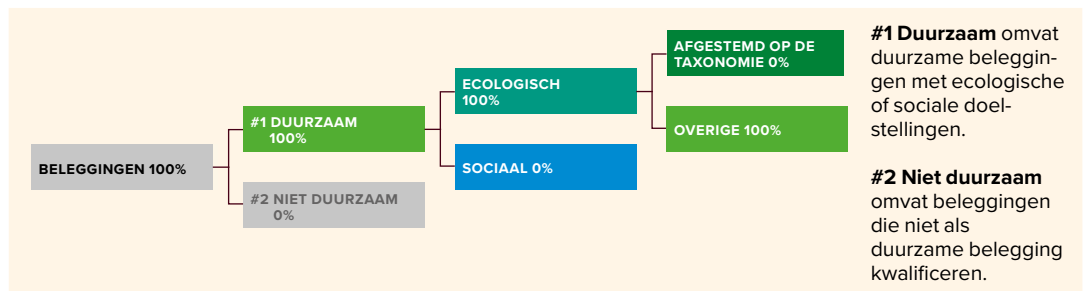 BELEGGINGEN 100%
#1 DUURZAAM
100%
#2 NIET DUURZAAM
0%
ECOLOGISCH
100%
SOCIAAL 0%
AFGESTEMD OP DE
TAXONOMIE 0%
OVERIGE 100%
#1 Duurzaam omvat
duurzame beleggin-
gen met ecologische
of sociale doel-
stellingen.
#2 Niet duurzaam
omvat beleggingen
die niet als
duurzame belegging
kwalificeren.